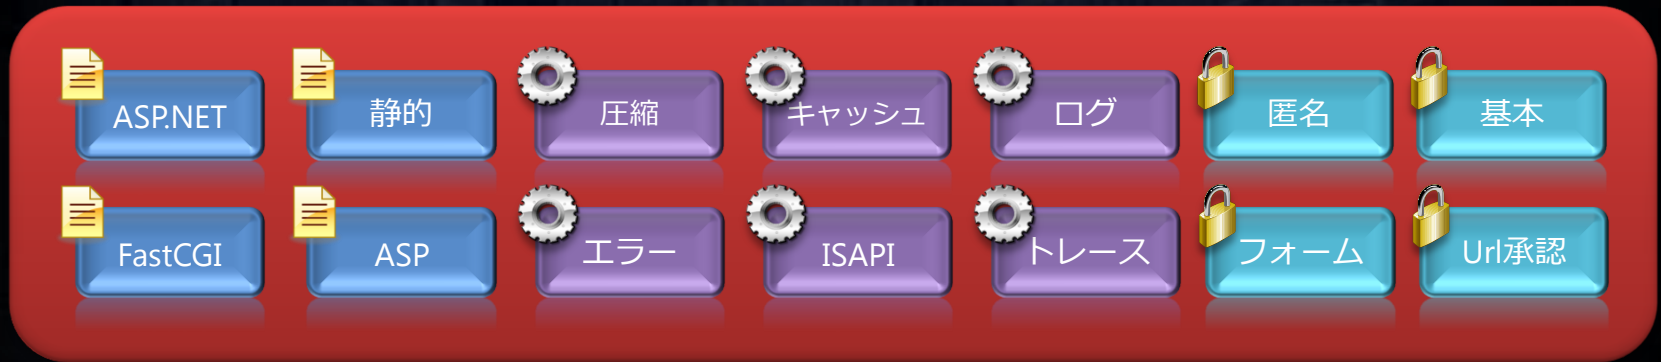 ASP.NET
静的
圧縮
キャッシュ
ログ
匿名
基本
FastCGI
ASP
エラー
ISAPI
トレース
フォーム
Url承認